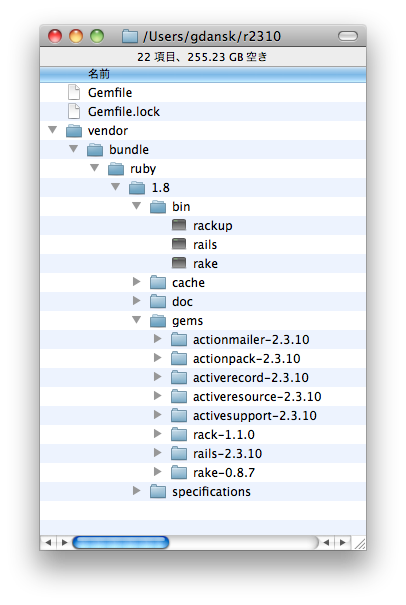 /Users/gdansk/r2310
22 項目、255.23 GB 空き
名前
Gemfile
Gemfile.lock
vendor
bundle
ruby
1.8
bin
rackup
rails
rake
cache
doc
gems
actionmailer-2.3.10
actionpack-2.3.10
activerecord-2.3.10
activeresource-2.3.10
activesupport-2.3.10
rack-1.1.0
rails-2.3.10
rake-0.8.7
specifications